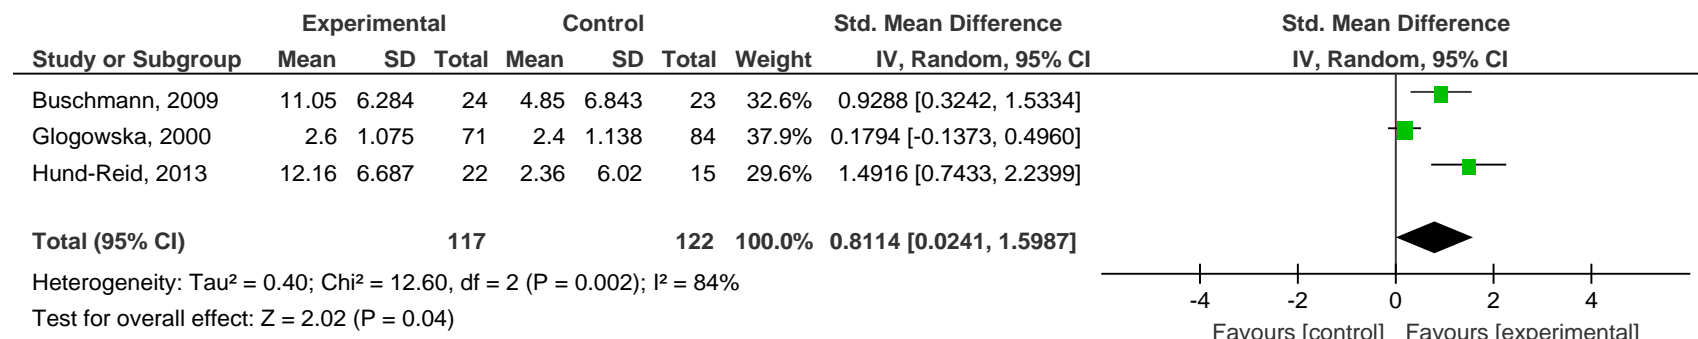 Experimental Control Std. Mean Difference Std. Mean Difference
Study or Subgroup Mean SD Total Mean SD Total Weight IV, Random, 95% CI IV, Random, 95% CI
Buschmann, 2009 11.05 6.284 24 4.85 6.843 23 32.6% 0.9288 [0.3242, 1.5334]
Glogowska, 2000 2.6 1.075 71 2.4 1.138 84 37.9% 0.1794 [-0.1373, 0.4960]
Hund-Reid, 2013 12.16 6.687 22 2.36 6.02 15 29.6% 1.4916 [0.7433, 2.2399]
Total (95% CI) 117 122 100.0% 0.8114 [0.0241, 1.5987]
Heterogeneity: Tau² = 0.40; Chi² = 12.60, df = 2 (P = 0.002); I² = 84%
Test for overall effect: Z = 2.02 (P = 0.04)
-4 -2 0 2 4
Favours [control] Favours [experimental]